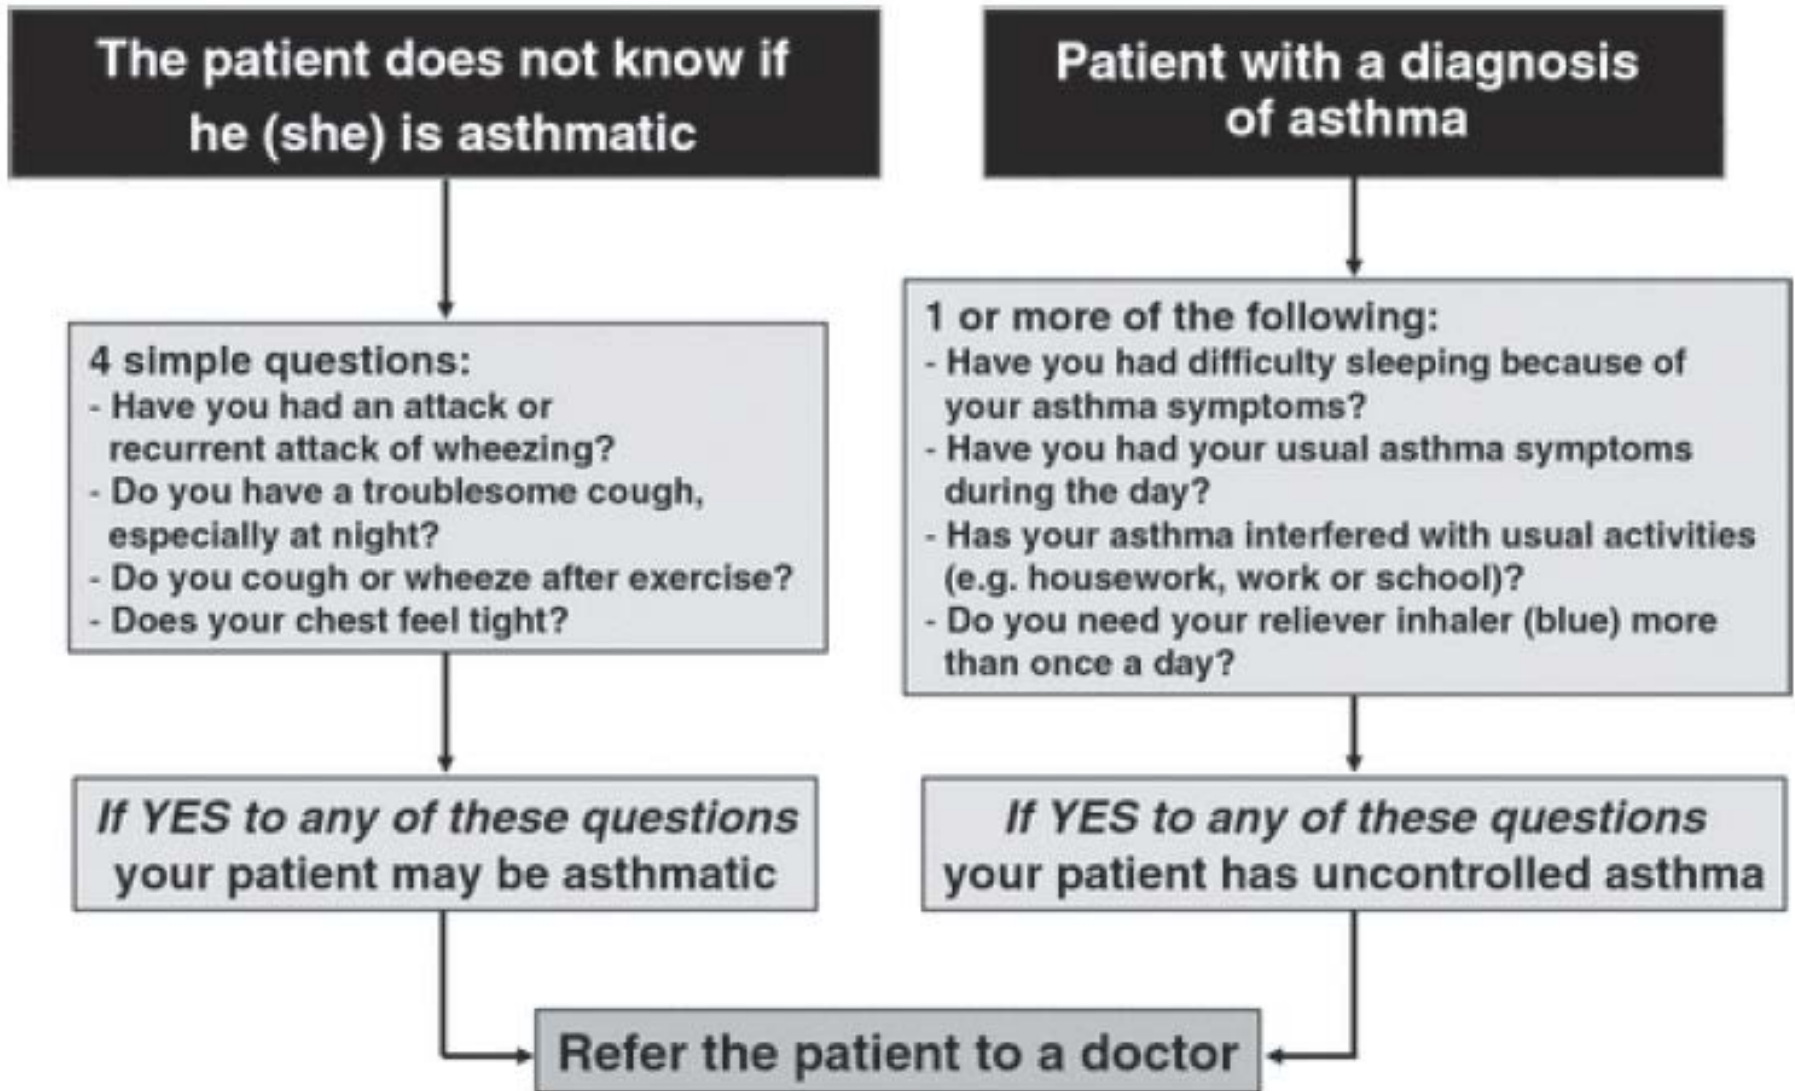 The patient does not know if
he (she) is asthmatic
Patient with a diagnosis
of asthma
4 simple questions:
- Have you had an attack or
recurrent attack of wheezing?
- Do you have a troublesome cough,
especially at night?
- Do you cough or wheeze after exercise?
- Does your chest feel tight?
1 or more of the following:
- Have you had difficulty sleeping because of
your asthma symptoms?
- Have you had your usual asthma symptoms
during the day?
- Has your asthma interfered with usual activities
(e.g. housework, work or school)?
- Do you need your reliever inhaler (blue) more
than once a day?
If YES to any of these questions
your patient may be asthmatic
If YES to any of these questions
your patient has uncontrolled asthma
Refer the patient to a doctor